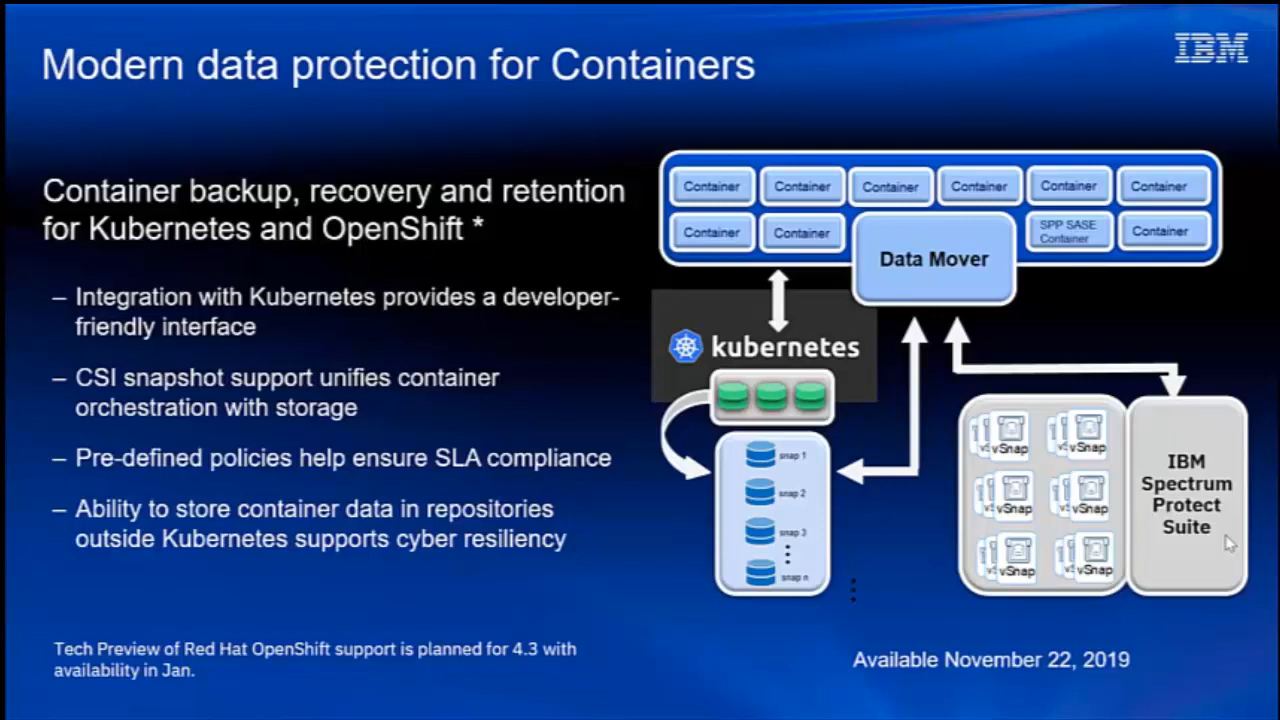 Modern data protection for Containers
IBM
Container backup, recovery and retention
for Kubernetes and OpenShift *
– Integration with Kubernetes provides a developer-
friendly interface
– CSI snapshot support unifies container
orchestration with storage
– Pre-defined policies help ensure SLA compliance
– Ability to store container data in repositories
outside Kubernetes supports cyber resiliency
Tech Preview of Red Hat OpenShift support is planned for 4.3 with
availability in Jan.
Container Container Container Container Container Container
Container Container
SPP SASE
Container
Container
Data Mover
kubernetes
snap 1
snap 2
snap 3
snap n
vSnap vSnap
vSnap vSnap
vSnap vSnap
IBM
Spectrum
Protect
Suite
Available November 22, 2019